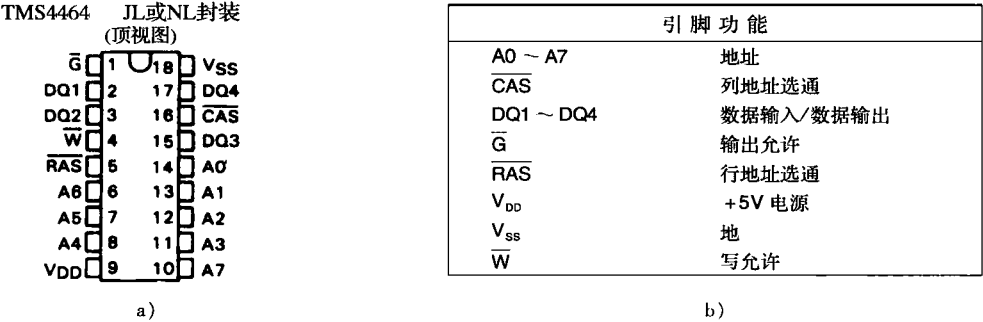 TMS4464 JL或NL封装
(顶视图)
G̅ 1 18 VSS
DQ1 2 17 DQ4
DQ2 3 16 C̅A̅S̅
W̅ 4 15 DQ3
R̅A̅S̅ 5 14 A0
A6 6 13 A1
A5 7 12 A2
A4 8 11 A3
VDD 9 10 A7
a)
引脚功能
A0 ~ A7 地址
C̅A̅S̅ 列地址选通
DQ1 ~ DQ4 数据输入/数据输出
G̅ 输出允许
R̅A̅S̅ 行地址选通
VDD +5V 电源
VSS 地
W̅ 写允许
b)